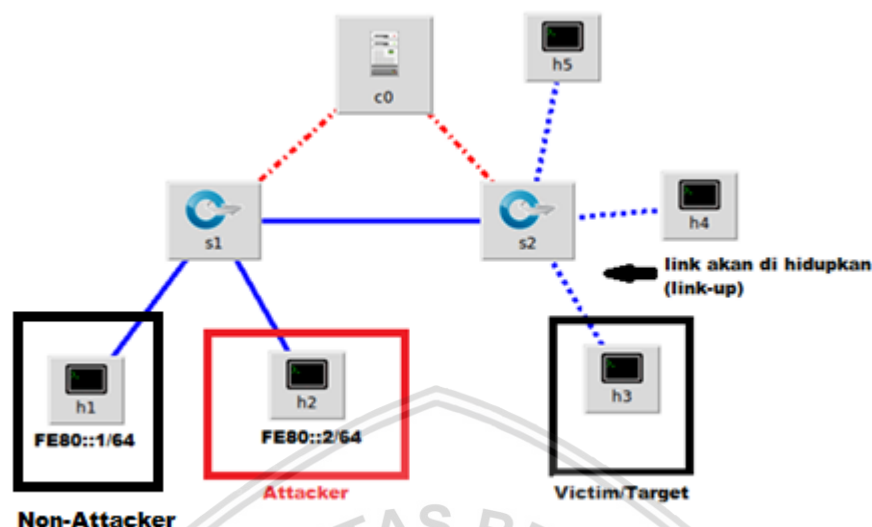 c0
h5
s1
s2
h4
link akan di hidupkan
(link-up)
h1
h2
h3
FE80::1/64
FE80::2/64
Attacker
Victim/Target
Non-Attacker